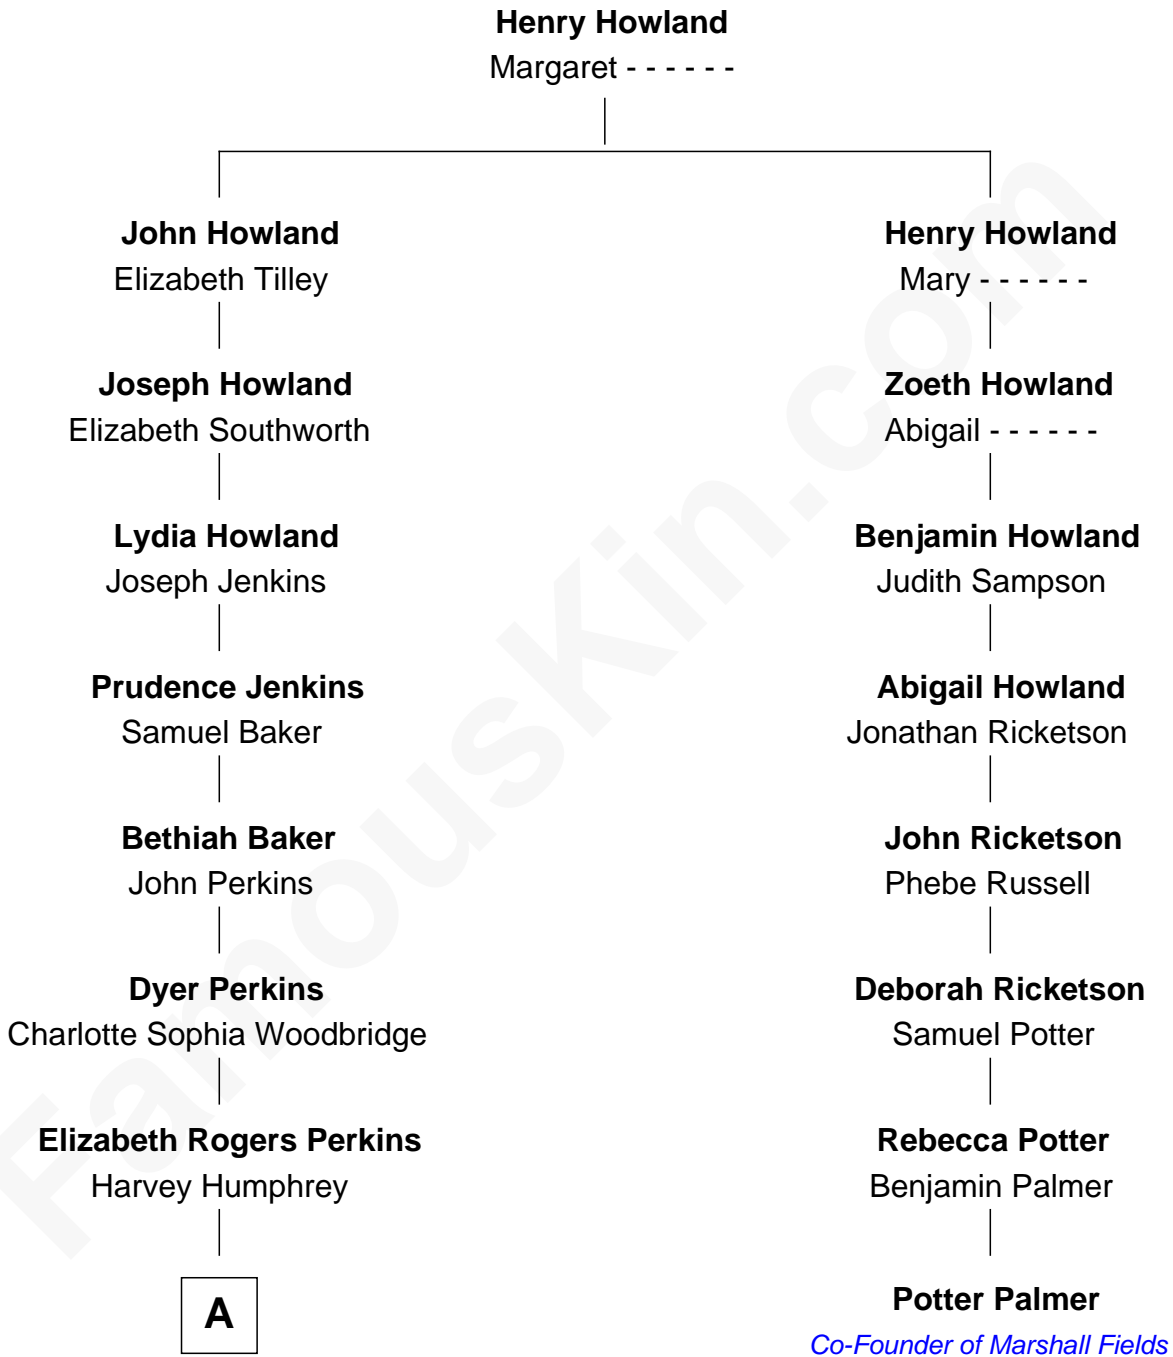 Henry Howland
Margaret - - - - - -
John Howland
Elizabeth Tilley
Henry Howland
Mary - - - - - -
Joseph Howland
Elizabeth Southworth
Zoeth Howland
Abigail - - - - - -
Lydia Howland
Joseph Jenkins
Benjamin Howland
Judith Sampson
Prudence Jenkins
Samuel Baker
Abigail Howland
Jonathan Ricketson
Bethiah Baker
John Perkins
John Ricketson
Phebe Russell
Dyer Perkins
Charlotte Sophia Woodbridge
Deborah Ricketson
Samuel Potter
Elizabeth Rogers Perkins
Harvey Humphrey
Rebecca Potter
Benjamin Palmer
A
Potter Palmer
Co-Founder of Marshall Fields
FamousKin.com